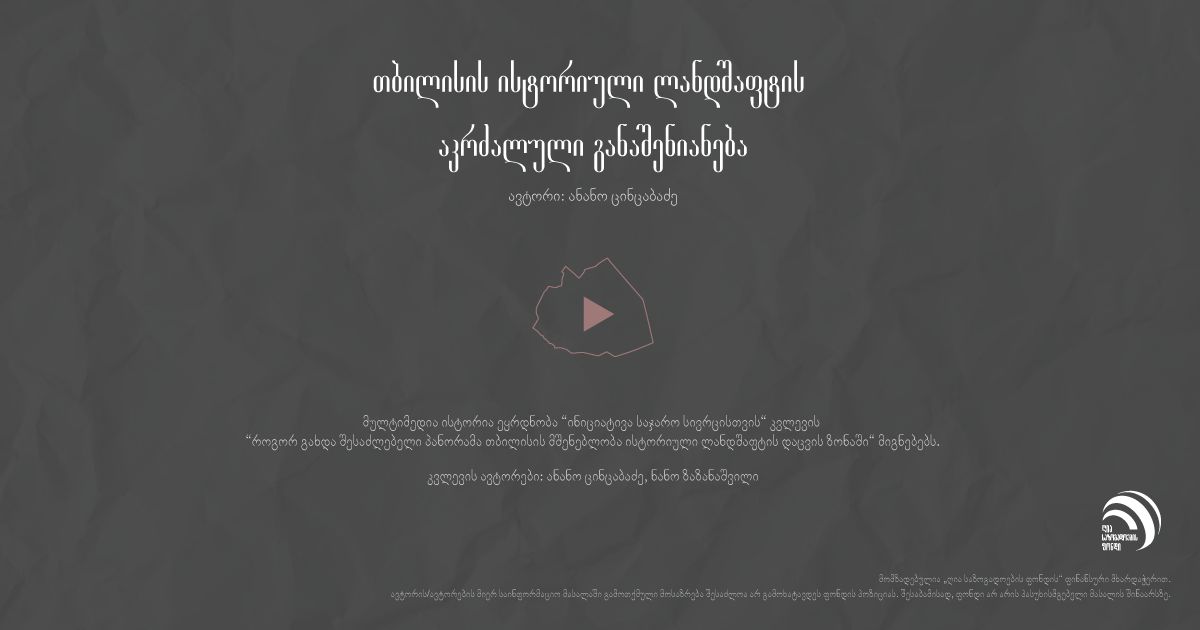 თბილისის ისტორიული ლანდშაფტის
აკრძალული განაშენიანება
ავტორი: ანანო ცინცაბაძე
მულტიმედია ისტორია ეყრდნობა “ინიციატივა საჯარო სივრცისთვის“ კვლევის
“როგორ გახდა შესაძლებელი პანორამა თბილისის მშენებლობა ისტორიული ლანდშაფტის დაცვის ზონაში“ მიგნებებს.
კვლევის ავტორები: ანანო ცინცაბაძე, ნანო ზაზანაშვილი
ღია
საზოგადოების
ფონდი
მომზადებულია „ღია საზოგადოების ფონდის“ ფინანსური მხარდაჭერით.
ავტორის/ავტორების მიერ საინფორმაციო მასალაში გამოთქმული მოსაზრება შესაძლოა არ გამოხატავდეს ფონდის პოზიციას. შესაბამისად, ფონდი არ არის პასუხისმგებელი მასალის შინაარსზე.